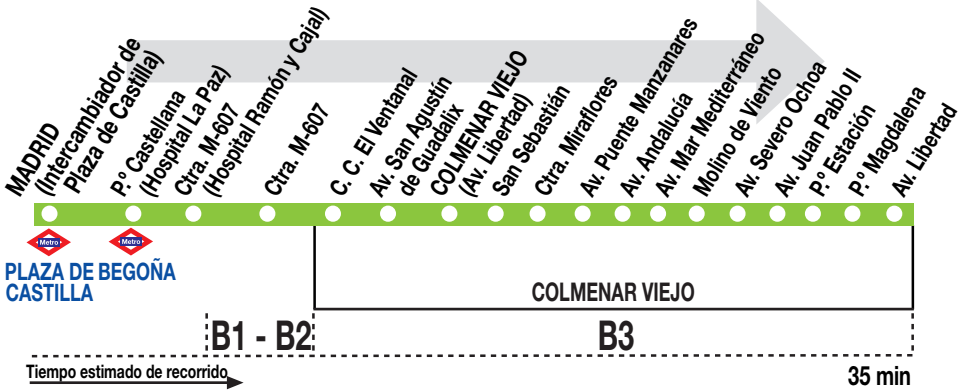 MADRID
(Intercambiador de
Plaza de Castilla)
P.º Castellana
(Hospital La Paz)
Ctra. M-607
(Hospital Ramón y Cajal)
Ctra. M-607
C. C. El Ventanal
Av. San Agustín
de Guadalix
COLMENAR VIEJO
(Av. Libertad)
San Sebastián
Ctra. Miraflores
Av. Puente Manzanares
Av. Andalucía
Av. Mar Mediterráneo
Molino de Viento
Av. Severo Ochoa
Av. Juan Pablo II
P.º Estación
P.º Magdalena
Av. Libertad
Metro
Metro
PLAZA DE
CASTILLA
BEGOÑA
COLMENAR VIEJO
B1 - B2
B3
Tiempo estimado de recorrido
35 min